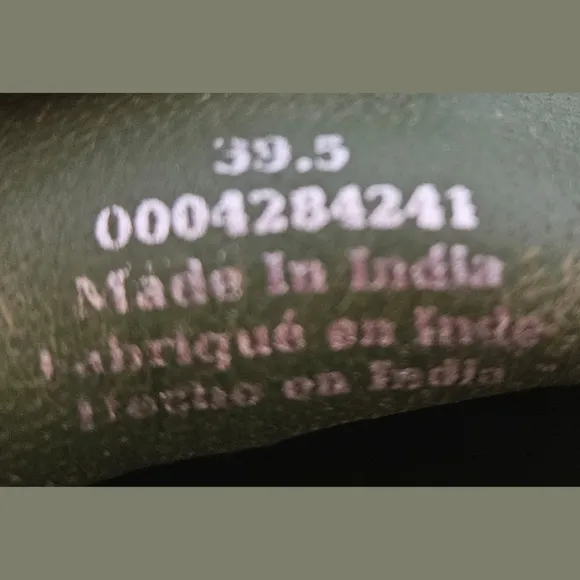 39.5
0004284241
Made In India
Fabriqué en Inde
Hecho en India